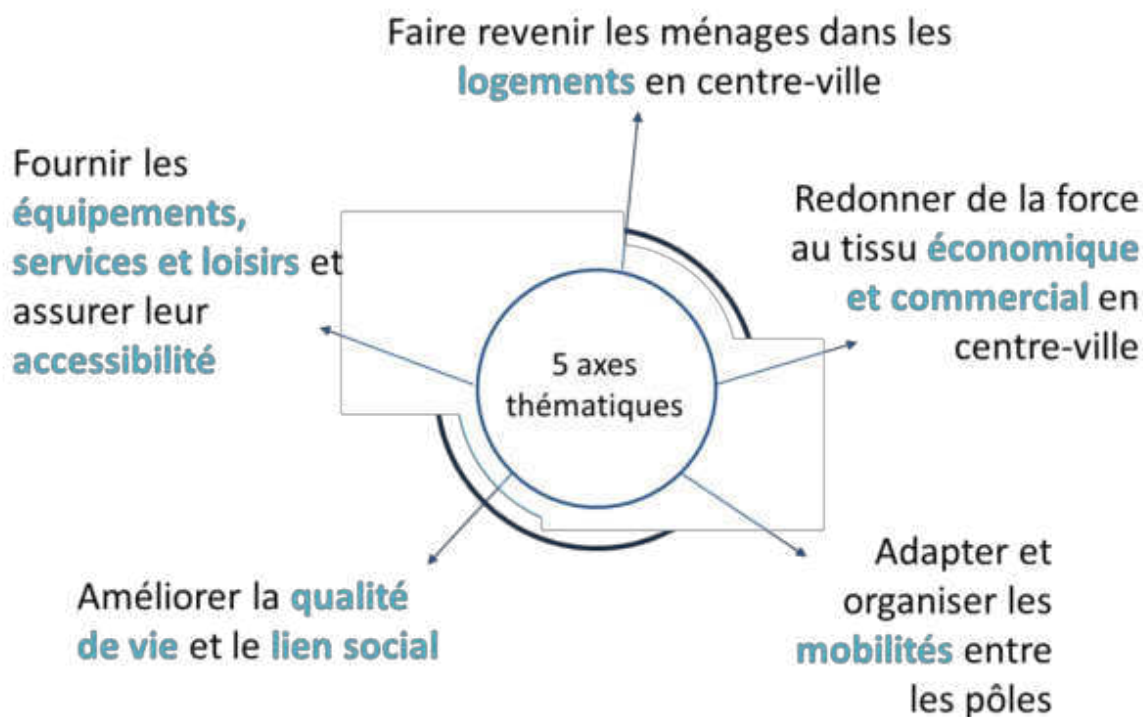 Faire revenir les ménages dans les
logements en centre-ville
Fournir les
équipements,
services et loisirs et
assurer leur
accessibilité
Redonner de la force
au tissu économique
et commercial en
centre-ville
5 axes
thématiques
Améliorer la qualité
de vie et le lien social
Adapter et
organiser les
mobilités entre
les pôles